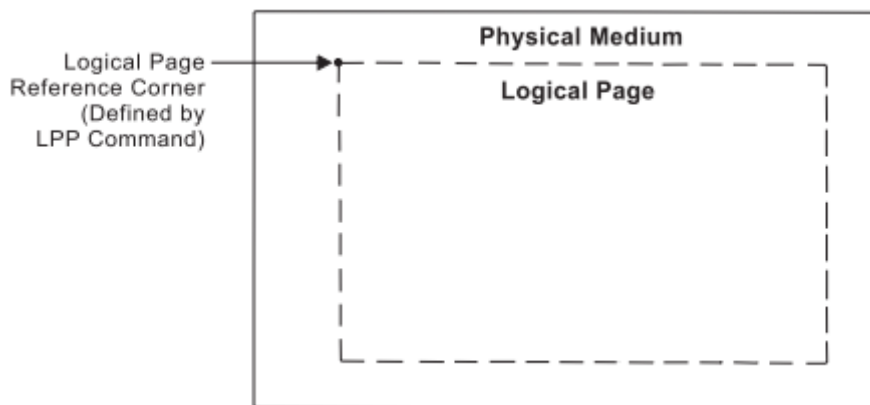 Physical Medium
Logical Page
Reference Corner
(Defined by
LPP Command)
Logical Page